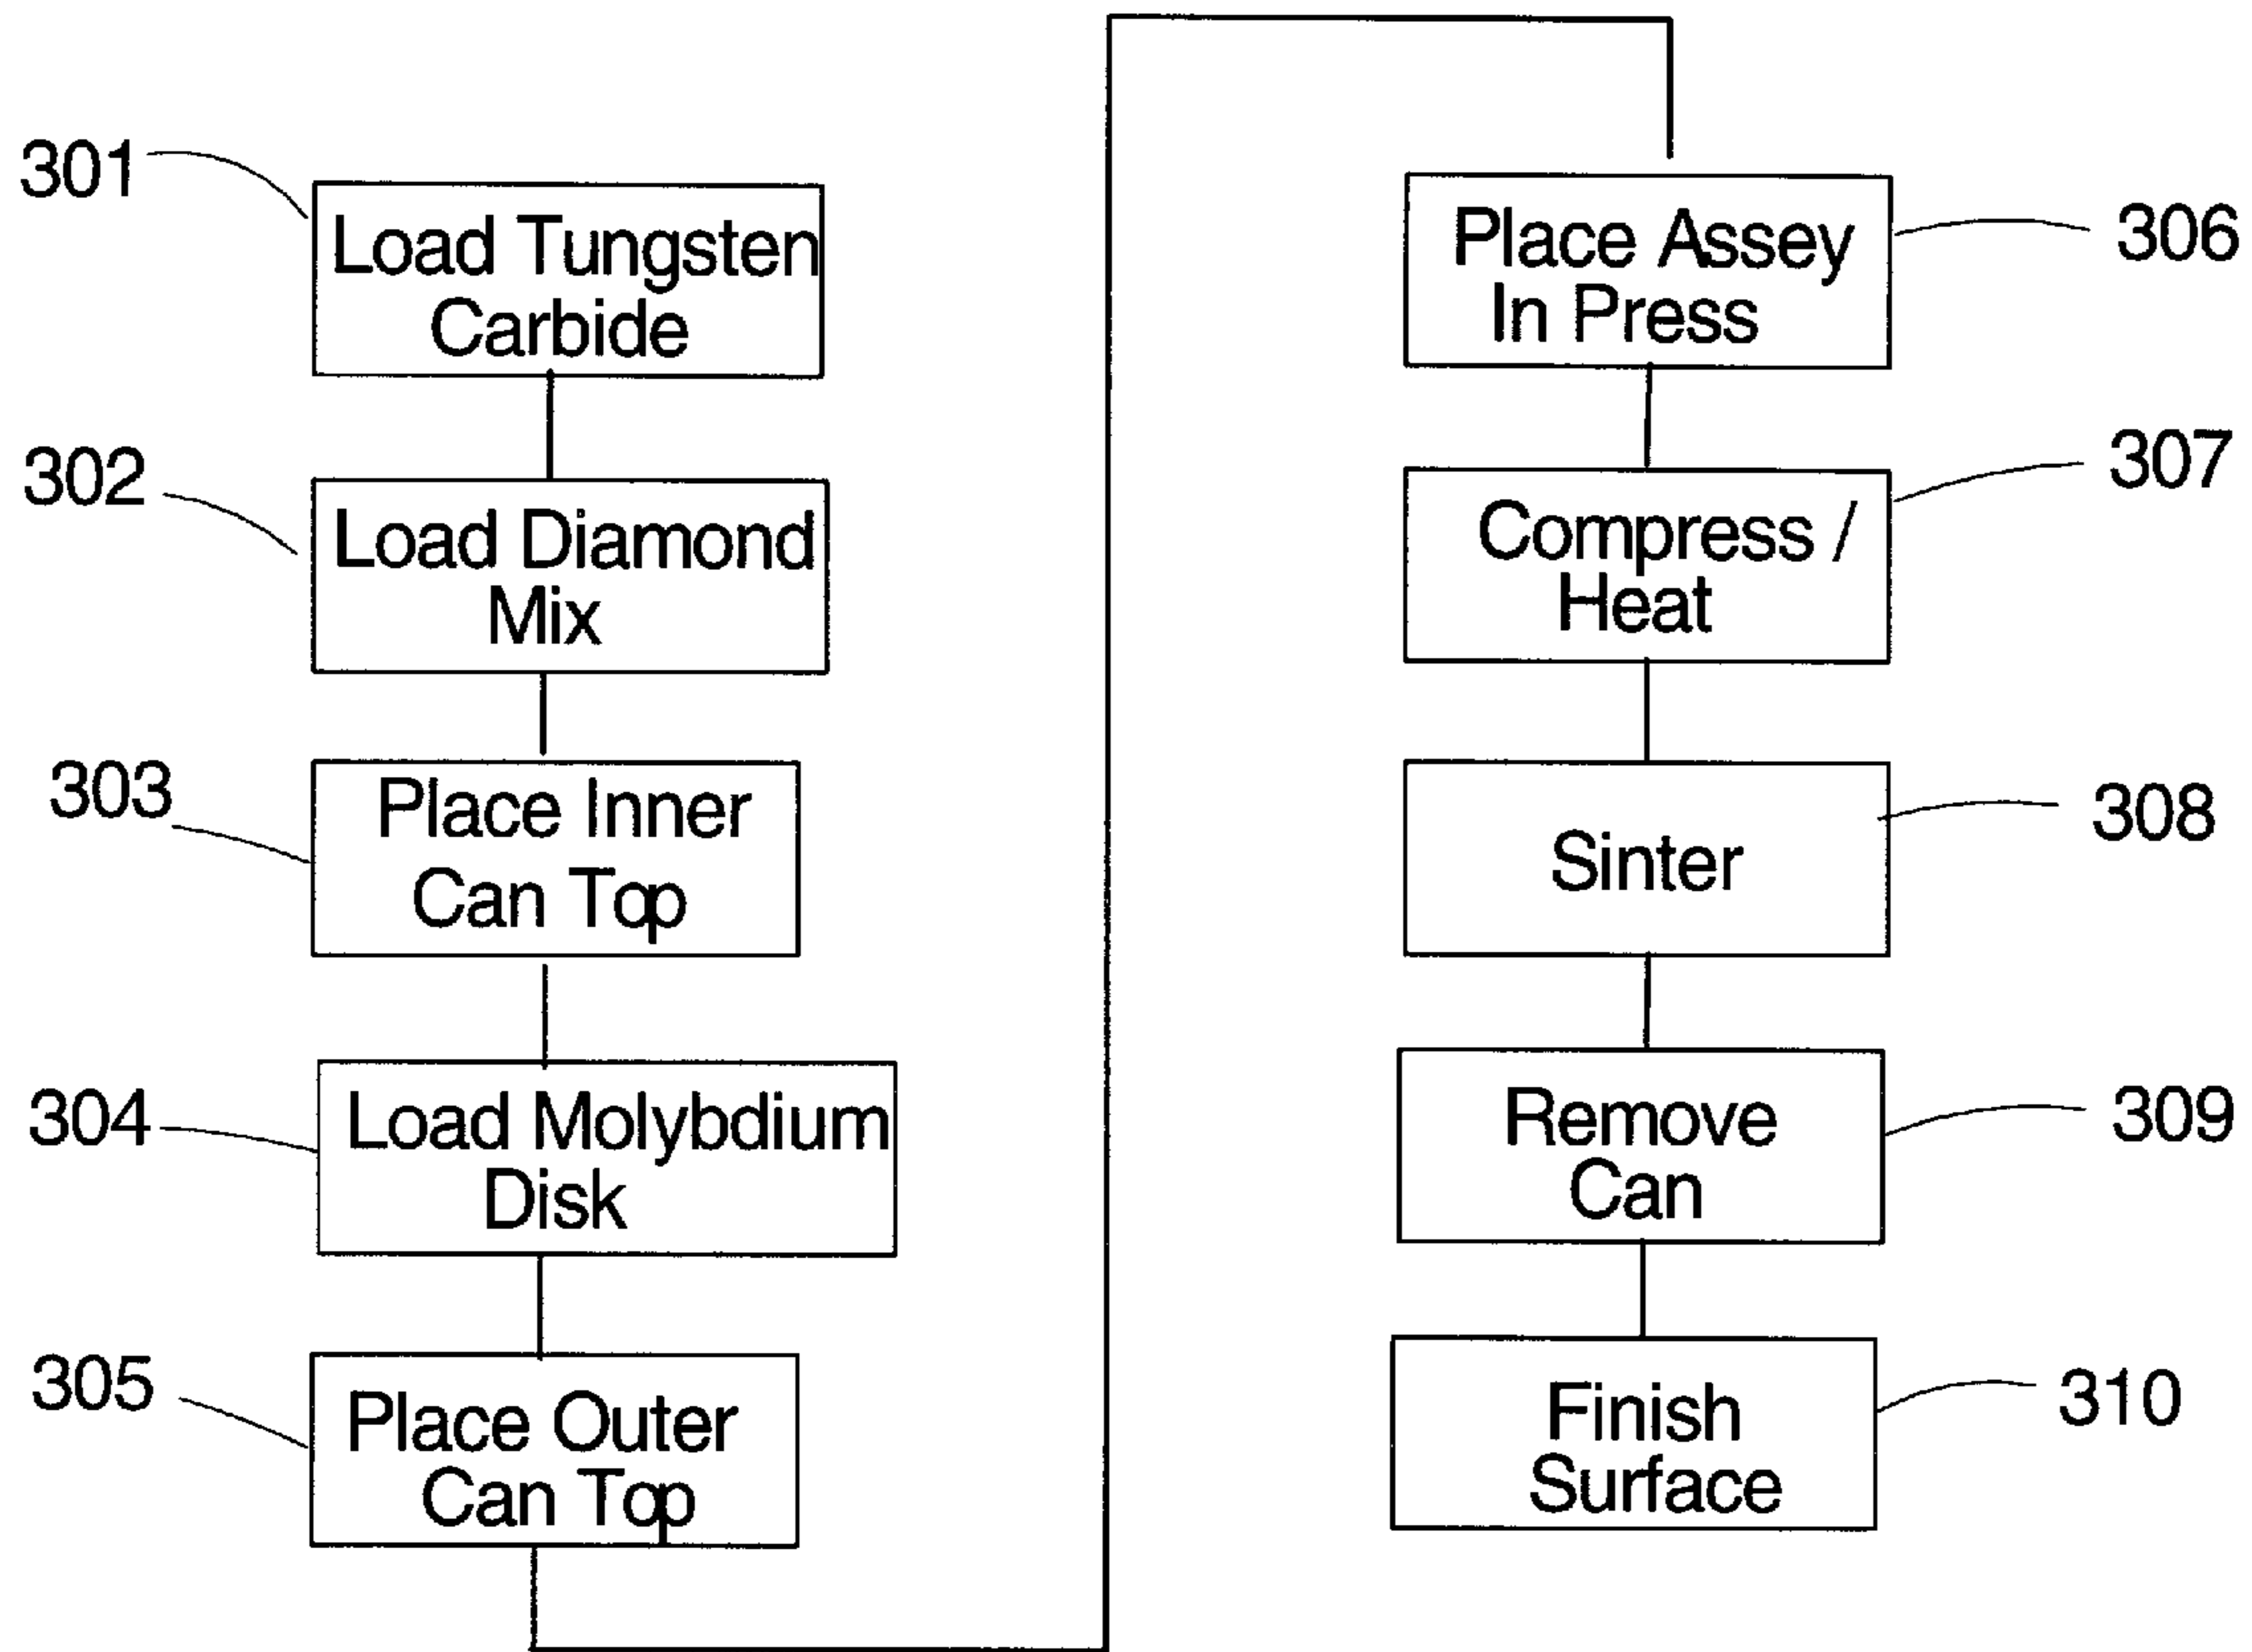 301
Load Tungsten
Carbide
302
Load Diamond
Mix
303
Place Inner
Can Top
304
Load Molybdium
Disk
305
Place Outer
Can Top
Place Assey
In Press
306
Compress /
Heat
307
Sinter
308
Remove
Can
309
Finish
Surface
310